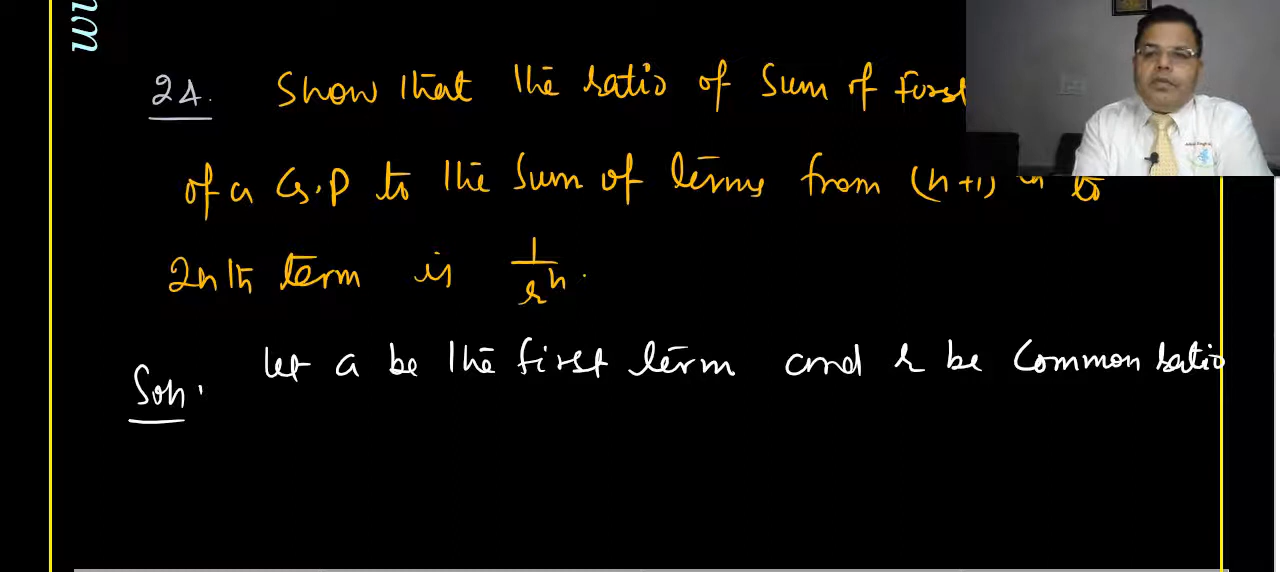 24. Show that the ratio of Sum of First
of a G.P to the Sum of terms from (n+1) to
2nth term is 1/r^n.
Soln. Let a be the first term and r be Common ratio